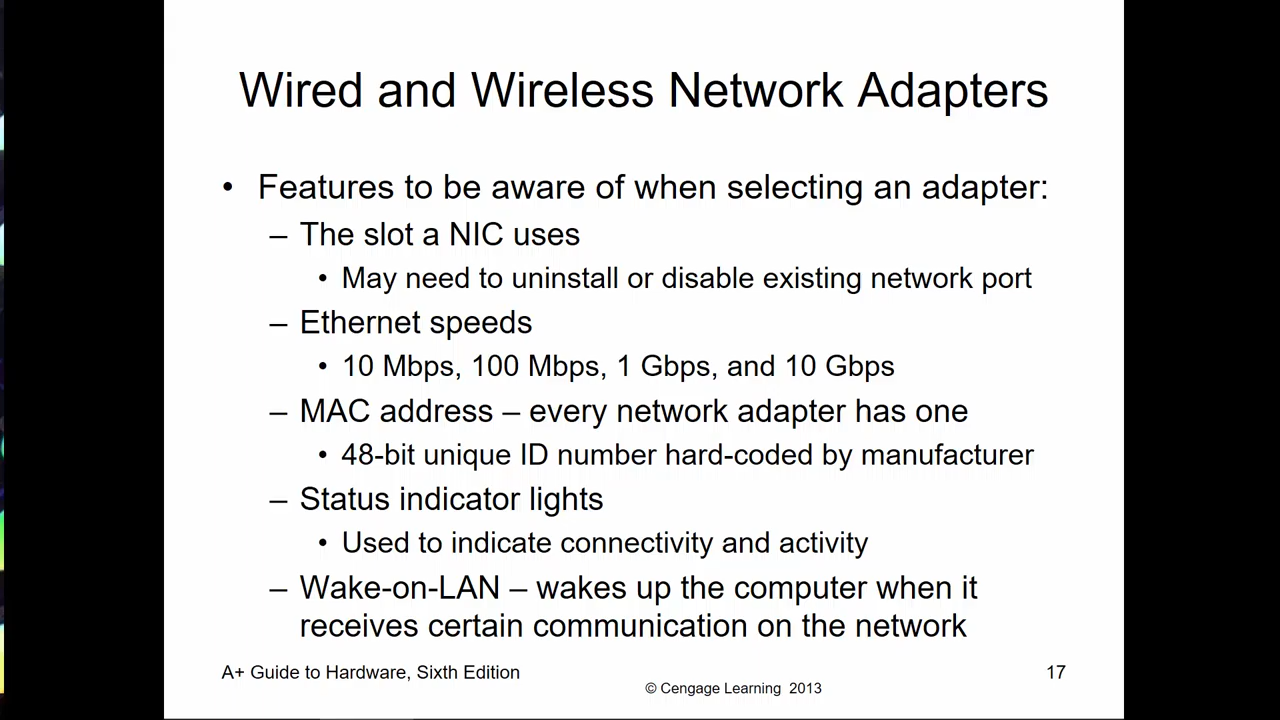 Wired and Wireless Network Adapters
• Features to be aware of when selecting an adapter:
– The slot a NIC uses
• May need to uninstall or disable existing network port
– Ethernet speeds
• 10 Mbps, 100 Mbps, 1 Gbps, and 10 Gbps
– MAC address – every network adapter has one
• 48-bit unique ID number hard-coded by manufacturer
– Status indicator lights
• Used to indicate connectivity and activity
– Wake-on-LAN – wakes up the computer when it
receives certain communication on the network
A+ Guide to Hardware, Sixth Edition
© Cengage Learning 2013
17